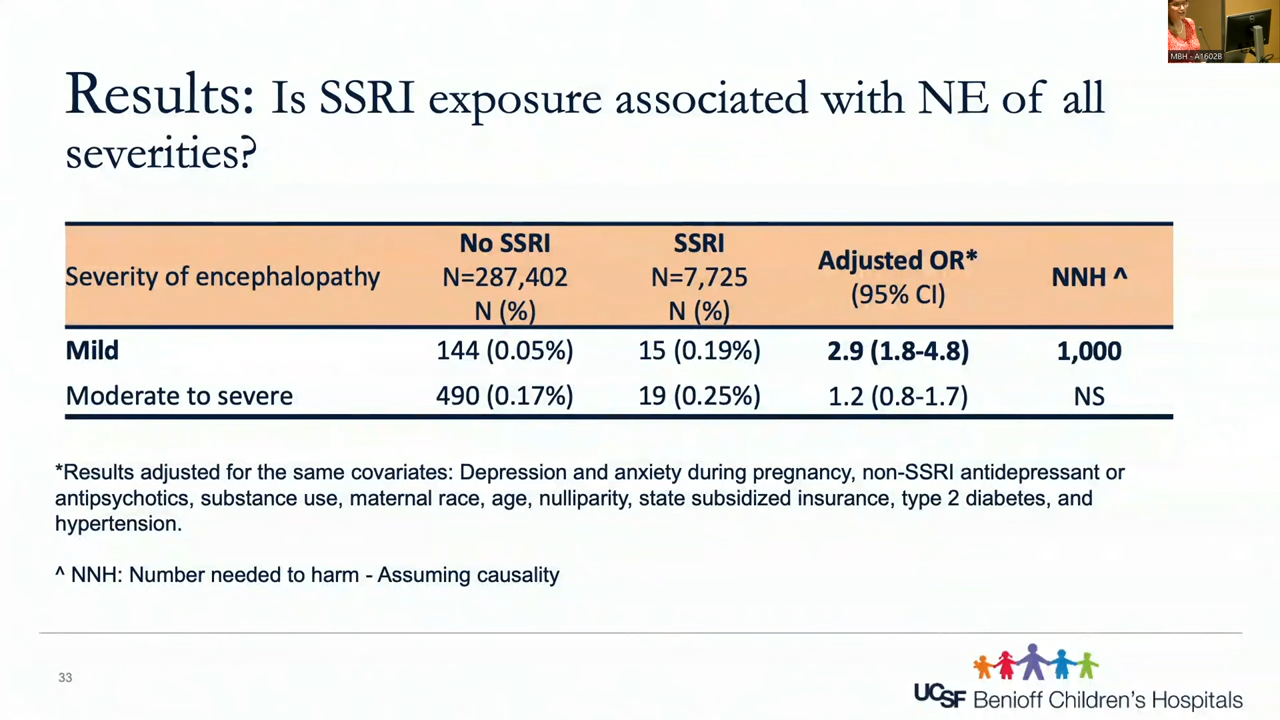 MBH - A1602B
Results: Is SSRI exposure associated with NE of all
severities?
Severity of encephalopathy
No SSRI
N=287,402
N (%)
SSRI
N=7,725
N (%)
Adjusted OR*
(95% CI)
NNH ^
Mild 144 (0.05%) 15 (0.19%) 2.9 (1.8-4.8) 1,000
Moderate to severe 490 (0.17%) 19 (0.25%) 1.2 (0.8-1.7) NS
*Results adjusted for the same covariates: Depression and anxiety during pregnancy, non-SSRI antidepressant or
antipsychotics, substance use, maternal race, age, nulliparity, state subsidized insurance, type 2 diabetes, and
hypertension.
^ NNH: Number needed to harm - Assuming causality
33
UCSF Benioff Children's Hospitals